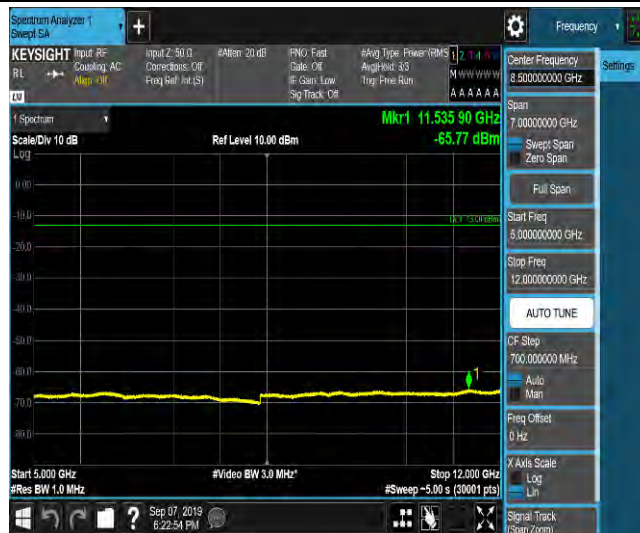 Spectrum Analyzer 1
Swept SA
+
Frequency
KEYSIGHT
Input: RF
Input Z: 50 Ω
#Atten: 20 dB
PNO: Fast
#Avg Type: Power (RMS
1 2
RL
Coupling: AC
Corrections: Off
Gate: Off
Avg|Hold: 3/3
M W W W W W
Align: Off
Freq Ref: Int (S)
IF Gain: Low
Trig: Free Run
Sig Track: Off
A A A A A A
1 Spectrum
Mkr1 11.535 90 GHz
Scale/Div 10 dB
Ref Level 10.00 dBm
-65.77 dBm
Log
0.00
-10.0
-20.0
-30.0
-40.0
-50.0
-60.0
-70.0
-80.0
1
Start 5.000 GHz
#Video BW 3.0 MHz*
Stop 12.000 GHz
#Res BW 1.0 MHz
#Sweep ~5.00 s (30001 pts)
Sep 07, 2019
6:22:54 PM
Center Frequency
8.500000000 GHz
Settings
Span
7.00000000 GHz
Swept Span
Zero Span
Full Span
Start Freq
5.000000000 GHz
Stop Freq
12.000000000 GHz
AUTO TUNE
CF Step
700.000000 MHz
Auto
Man
Freq Offset
0 Hz
X Axis Scale
Log
Lin
Signal Track
(Span Zoom)